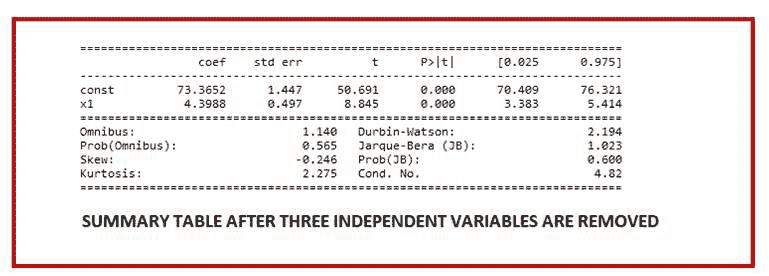 ==============================================================================
coef    std err          t      P>|t|      [0.025      0.975]
------------------------------------------------------------------------------
const         73.3652      1.447     50.691      0.000      70.409      76.321
x1             4.3988      0.497      8.845      0.000       3.383       5.414
==============================================================================
Omnibus:                        1.140   Durbin-Watson:                   2.194
Prob(Omnibus):                  0.565   Jarque-Bera (JB):                1.023
Skew:                          -0.246   Prob(JB):                        0.600
Kurtosis:                       2.275   Cond. No.                         4.82
==============================================================================
SUMMARY TABLE AFTER THREE INDEPENDENT VARIABLES ARE REMOVED